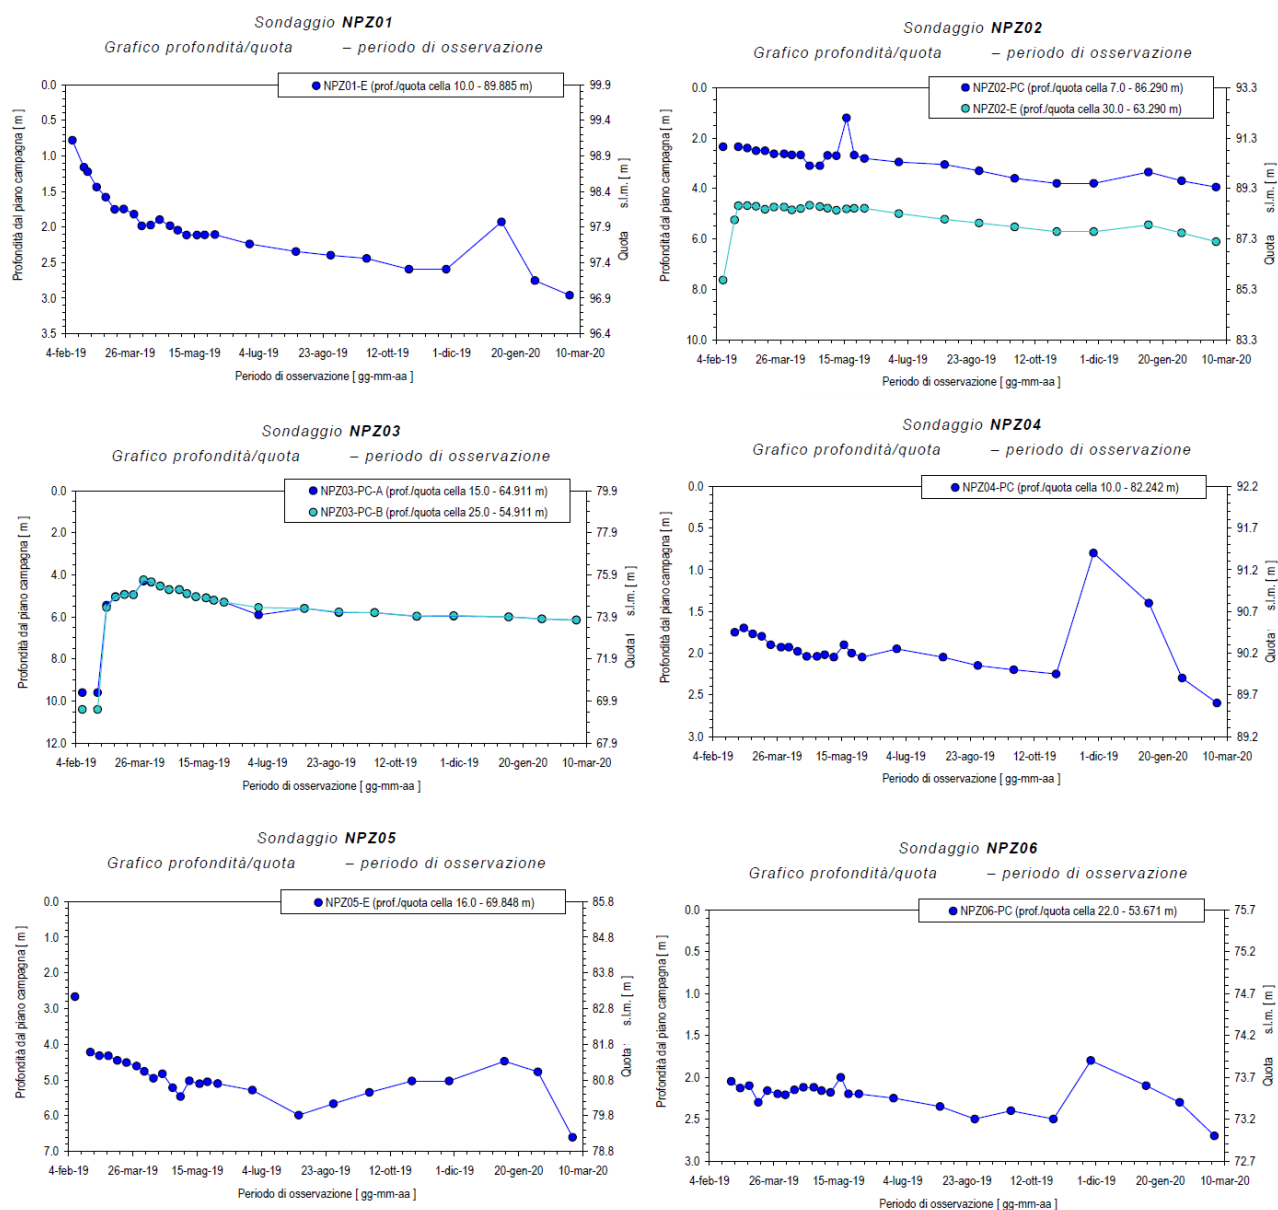 Sondaggio NPZ01
Grafico profondità/quota – periodo di osservazione
NPZ01-E (prof./quota cella 10.0 - 89.885 m)
Profondità dal piano campagna [ m ]
0.0
0.5
1.0
1.5
2.0
2.5
3.0
3.5
99.9
99.4
98.9
98.4
97.9
97.4
96.9
96.4
Quota s.l.m. [ m ]
4-feb-19 26-mar-19 15-mag-19 4-lug-19 23-ago-19 12-ott-19 1-dic-19 20-gen-20 10-mar-20
Periodo di osservazione [ gg-mm-aa ]
Sondaggio NPZ02
Grafico profondità/quota – periodo di osservazione
NPZ02-PC (prof./quota cella 7.0 - 86.290 m)
NPZ02-E (prof./quota cella 30.0 - 63.290 m)
Profondità dal piano campagna [ m ]
0.0
2.0
4.0
6.0
8.0
10.0
93.3
91.3
89.3
87.3
85.3
83.3
Quota s.l.m. [ m ]
4-feb-19 26-mar-19 15-mag-19 4-lug-19 23-ago-19 12-ott-19 1-dic-19 20-gen-20 10-mar-20
Periodo di osservazione [ gg-mm-aa ]
Sondaggio NPZ03
Grafico profondità/quota – periodo di osservazione
NPZ03-PC-A (prof./quota cella 15.0 - 64.911 m)
NPZ03-PC-B (prof./quota cella 25.0 - 54.911 m)
Profondità dal piano campagna [ m ]
0.0
2.0
4.0
6.0
8.0
10.0
12.0
79.9
77.9
75.9
73.9
71.9
69.9
67.9
Quota s.l.m. [ m ]
4-feb-19 26-mar-19 15-mag-19 4-lug-19 23-ago-19 12-ott-19 1-dic-19 20-gen-20 10-mar-20
Periodo di osservazione [ gg-mm-aa ]
Sondaggio NPZ04
Grafico profondità/quota – periodo di osservazione
NPZ04-PC (prof./quota cella 10.0 - 82.242 m)
Profondità dal piano campagna [ m ]
0.0
0.5
1.0
1.5
2.0
2.5
3.0
92.2
91.7
91.2
90.7
90.2
89.7
89.2
Quota s.l.m. [ m ]
4-feb-19 26-mar-19 15-mag-19 4-lug-19 23-ago-19 12-ott-19 1-dic-19 20-gen-20 10-mar-20
Periodo di osservazione [ gg-mm-aa ]
Sondaggio NPZ05
Grafico profondità/quota – periodo di osservazione
NPZ05-E (prof./quota cella 16.0 - 69.848 m)
Profondità dal piano campagna [ m ]
0.0
1.0
2.0
3.0
4.0
5.0
6.0
7.0
85.8
84.8
83.8
82.8
81.8
80.8
79.8
78.8
Quota s.l.m. [ m ]
4-feb-19 26-mar-19 15-mag-19 4-lug-19 23-ago-19 12-ott-19 1-dic-19 20-gen-20 10-mar-20
Periodo di osservazione [ gg-mm-aa ]
Sondaggio NPZ06
Grafico profondità/quota – periodo di osservazione
NPZ06-PC (prof./quota cella 22.0 - 53.671 m)
Profondità dal piano campagna [ m ]
0.0
0.5
1.0
1.5
2.0
2.5
3.0
75.7
75.2
74.7
74.2
73.7
73.2
72.7
Quota s.l.m. [ m ]
4-feb-19 26-mar-19 15-mag-19 4-lug-19 23-ago-19 12-ott-19 1-dic-19 20-gen-20 10-mar-20
Periodo di osservazione [ gg-mm-aa ]